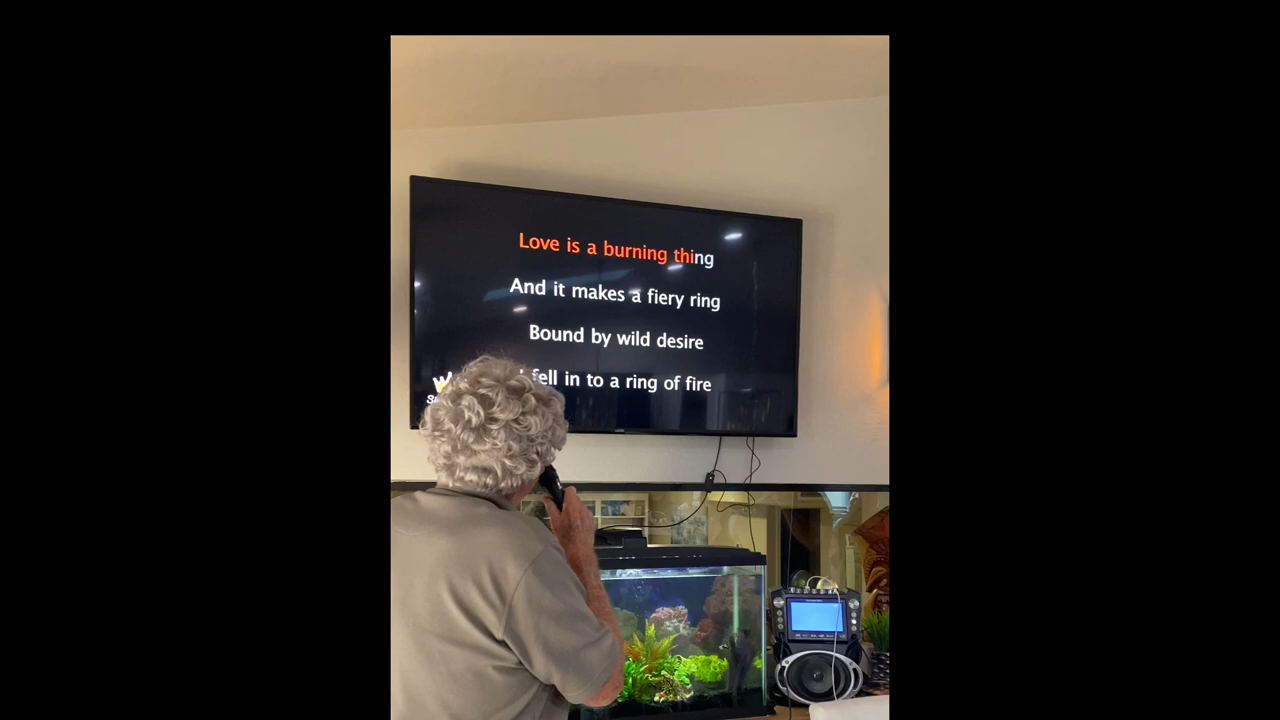 Love is a burning thing
And it makes a fiery ring
Bound by wild desire
fell in to a ring of fire